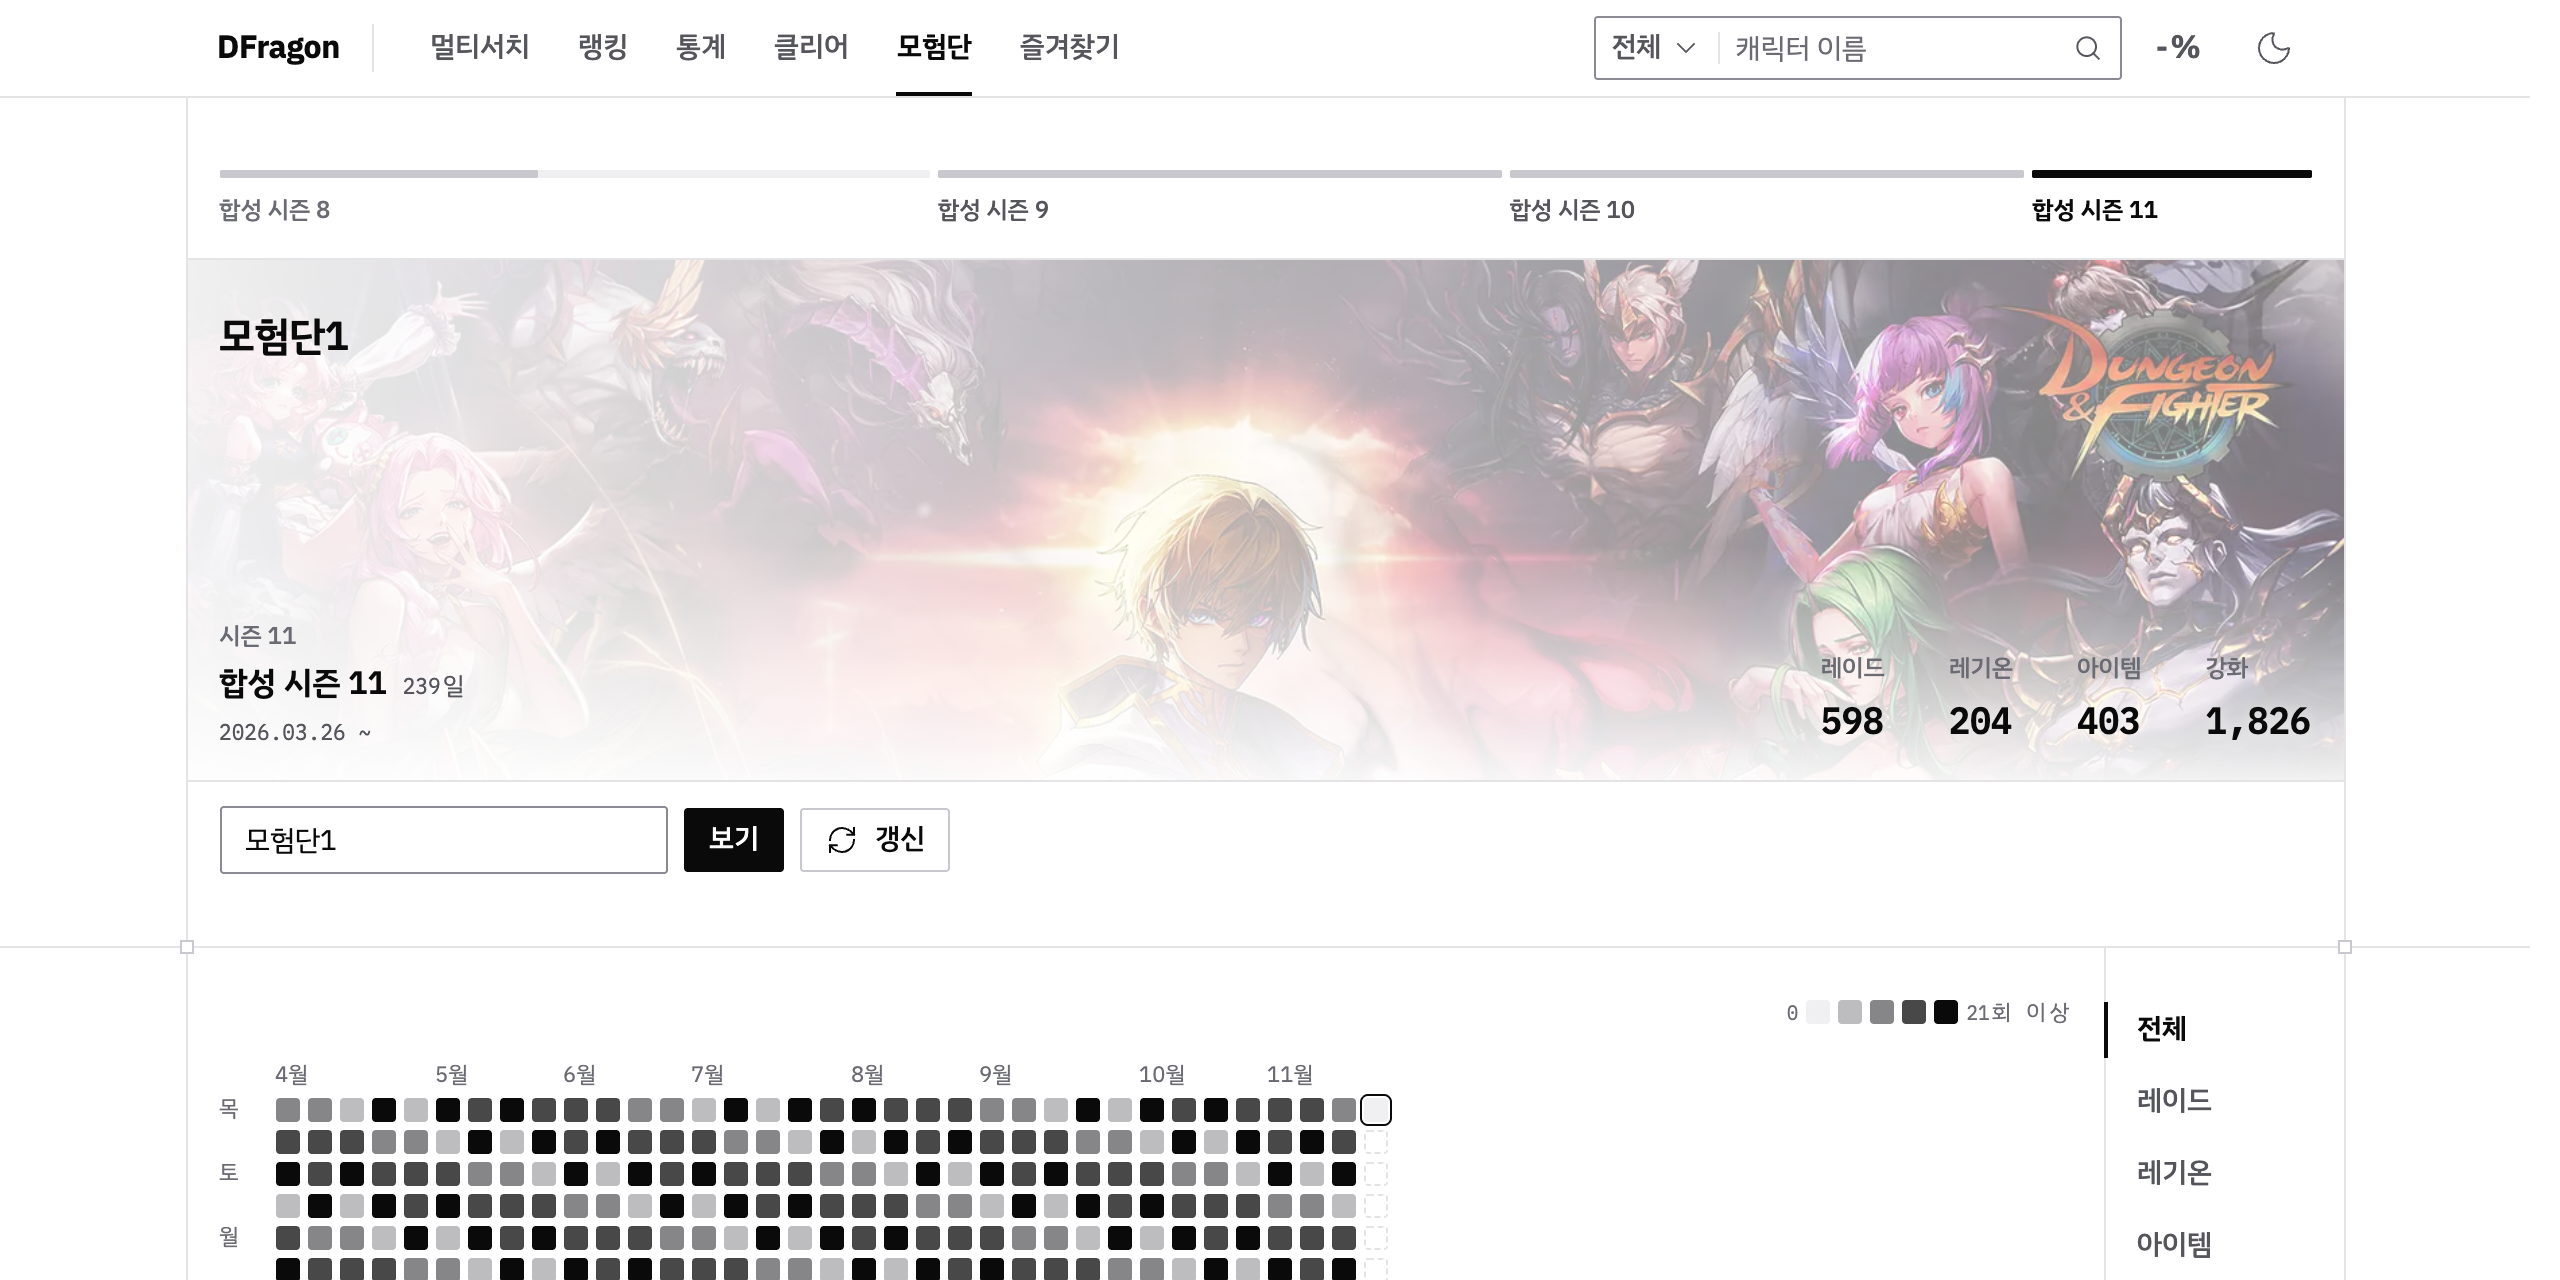 DFragon 멀티서치 랭킹 통계 클리어 모험단 즐겨찾기 전체 캐릭터 이름 -%
합성 시즌 8 합성 시즌 9 합성 시즌 10 합성 시즌 11
모험단1
DUNGEON
& FIGHTER
시즌 11
합성 시즌 11 239일
2026.03.26 ~
레이드 레기온 아이템 강화
598 204 403 1,826
모험단1 보기 갱신
0 21회 이상
전체
레이드
레기온
아이템
4월 5월 6월 7월 8월 9월 10월 11월
목
토
월